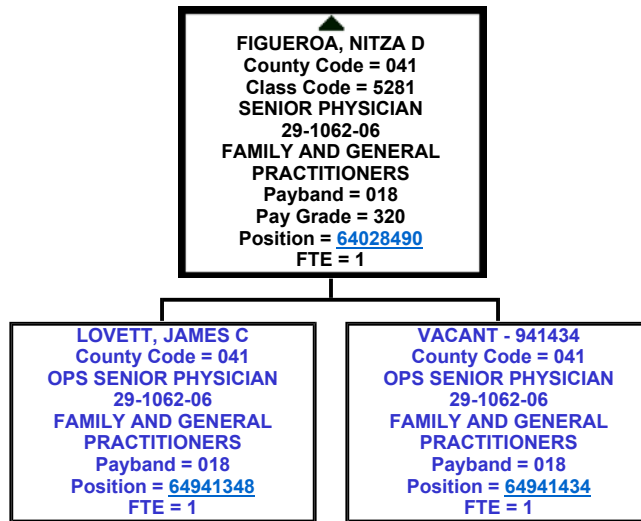 FIGUEROA, NITZA D
County Code = 041
Class Code = 5281
SENIOR PHYSICIAN
29-1062-06
FAMILY AND GENERAL
PRACTITIONERS
Payband = 018
Pay Grade = 320
Position = 64028490
FTE = 1
LOVETT, JAMES C
County Code = 041
OPS SENIOR PHYSICIAN
29-1062-06
FAMILY AND GENERAL
PRACTITIONERS
Payband = 018
Position = 64941348
FTE = 1
VACANT - 941434
County Code = 041
OPS SENIOR PHYSICIAN
29-1062-06
FAMILY AND GENERAL
PRACTITIONERS
Payband = 018
Position = 64941434
FTE = 1